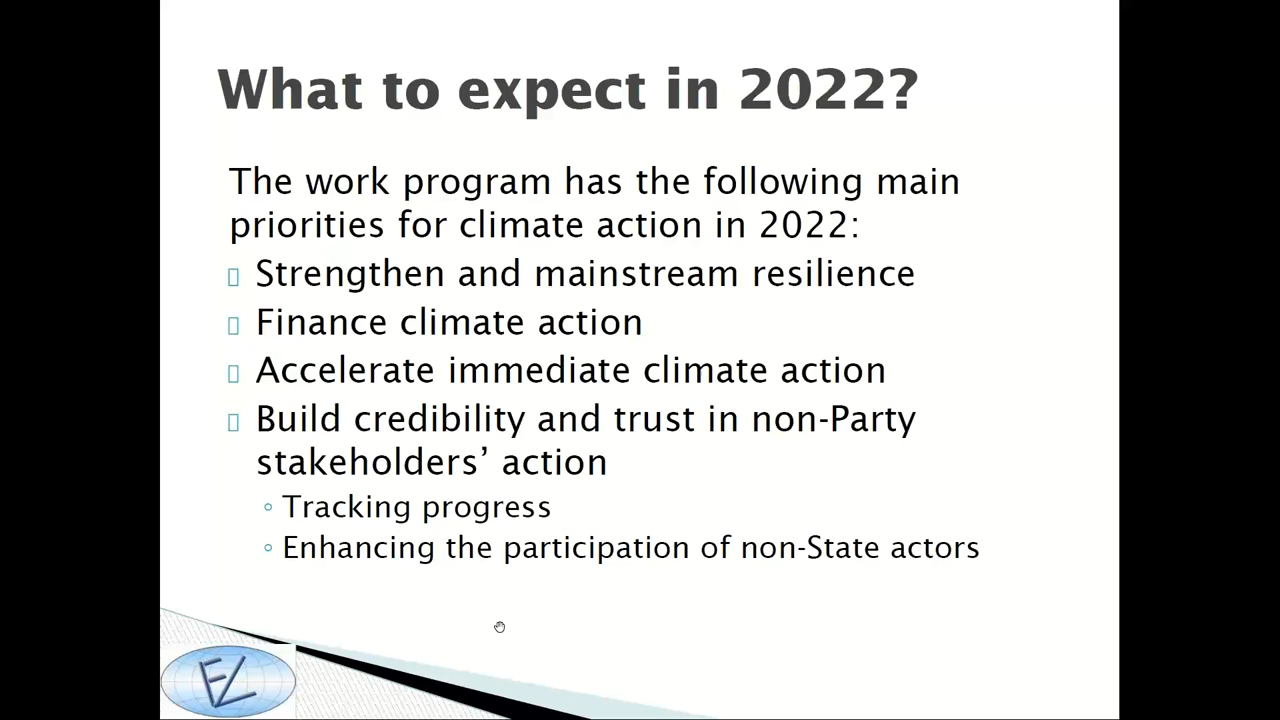 What to expect in 2022?
The work program has the following main
priorities for climate action in 2022:
Strengthen and mainstream resilience
Finance climate action
Accelerate immediate climate action
Build credibility and trust in non-Party
stakeholders’ action
Tracking progress
Enhancing the participation of non-State actors